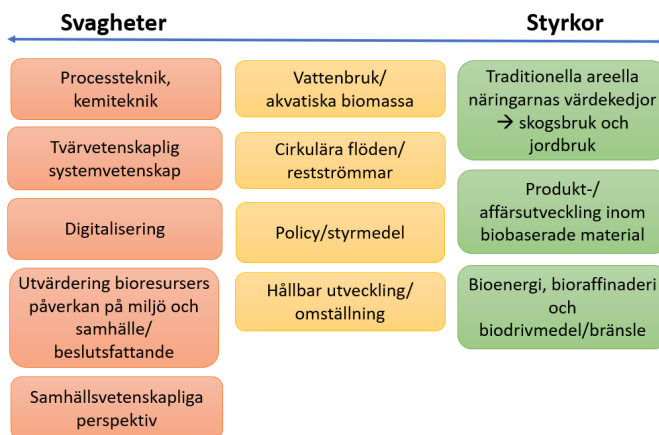 Svagheter
Styrkor
Processteknik,
kemiteknik
Tvärvetenskaplig
systemvetenskap
Digitalisering
Utvärdering bioresursers
påverkan på miljö och
samhälle/
beslutsfattande
Samhällsvetenskapliga
perspektiv
Vattenbruk/
akvatiska biomassa
Cirkulära flöden/
restströmmar
Policy/styrmedel
Hållbar utveckling/
omställning
Traditionella areella
näringarnas värdekedjor
→ skogsbruk och
jordbruk
Produkt-/
affärsutveckling inom
biobaserade material
Bioenergi, bioraffinaderi
och
biodrivmedel/bränsle